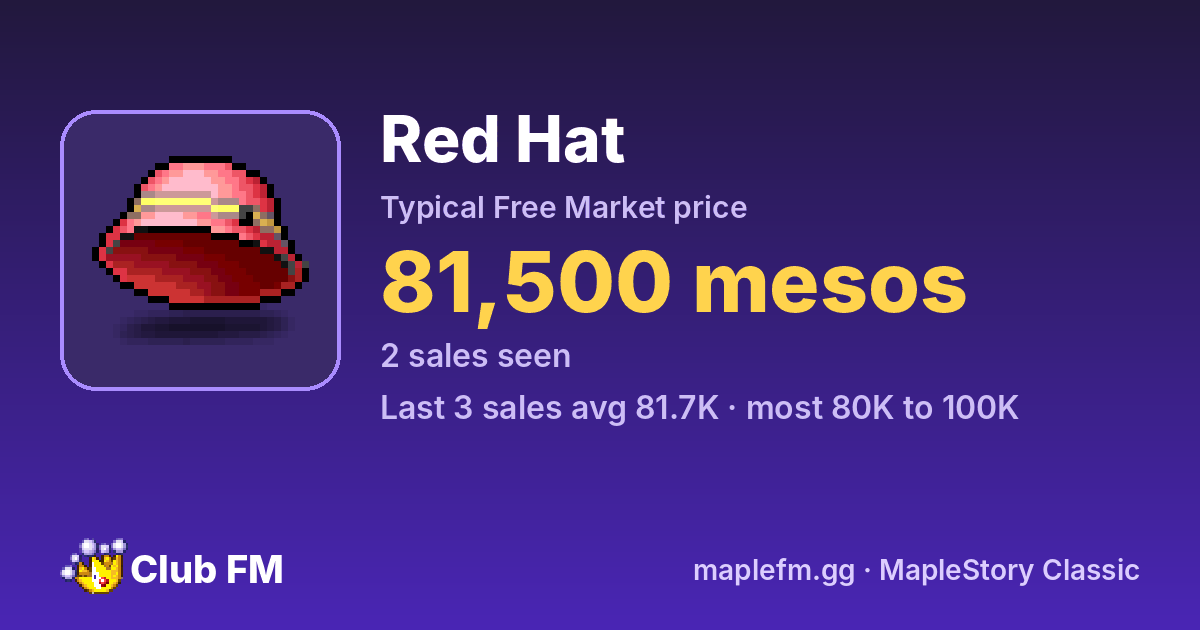 Red Hat
Typical Free Market price
81,500 mesos
2 sales seen
Last 3 sales avg 81.7K · most 80K to 100K
Club FM
maplefm.gg · MapleStory Classic